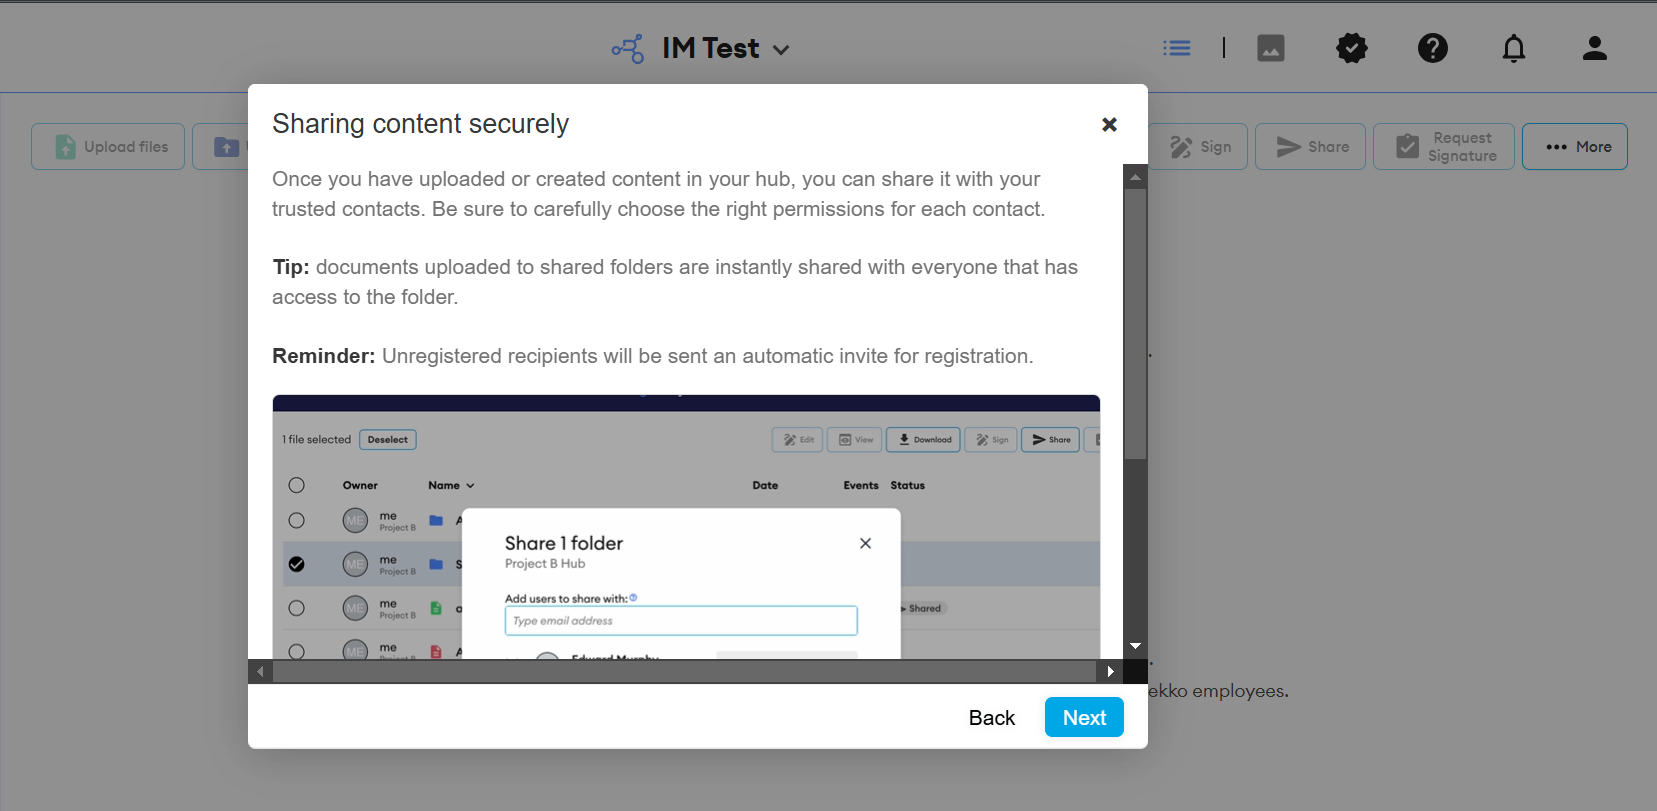 IM Test
Upload files
Sign
Share
Request
Signature
More
Sharing content securely
Once you have uploaded or created content in your hub, you can share it with your
trusted contacts. Be sure to carefully choose the right permissions for each contact.
Tip: documents uploaded to shared folders are instantly shared with everyone that has
access to the folder.
Reminder: Unregistered recipients will be sent an automatic invite for registration.
1 file selected
Deselect
Edit
View
Download
Sign
Share
Owner
Name
Date
Events
Status
ME
me
Project B
ME
me
Project B
ME
me
Project B
Shared
ME
me
Share 1 folder
Project B Hub
Add users to share with:
Type email address
Edward Murphy
employees.
Back
Next